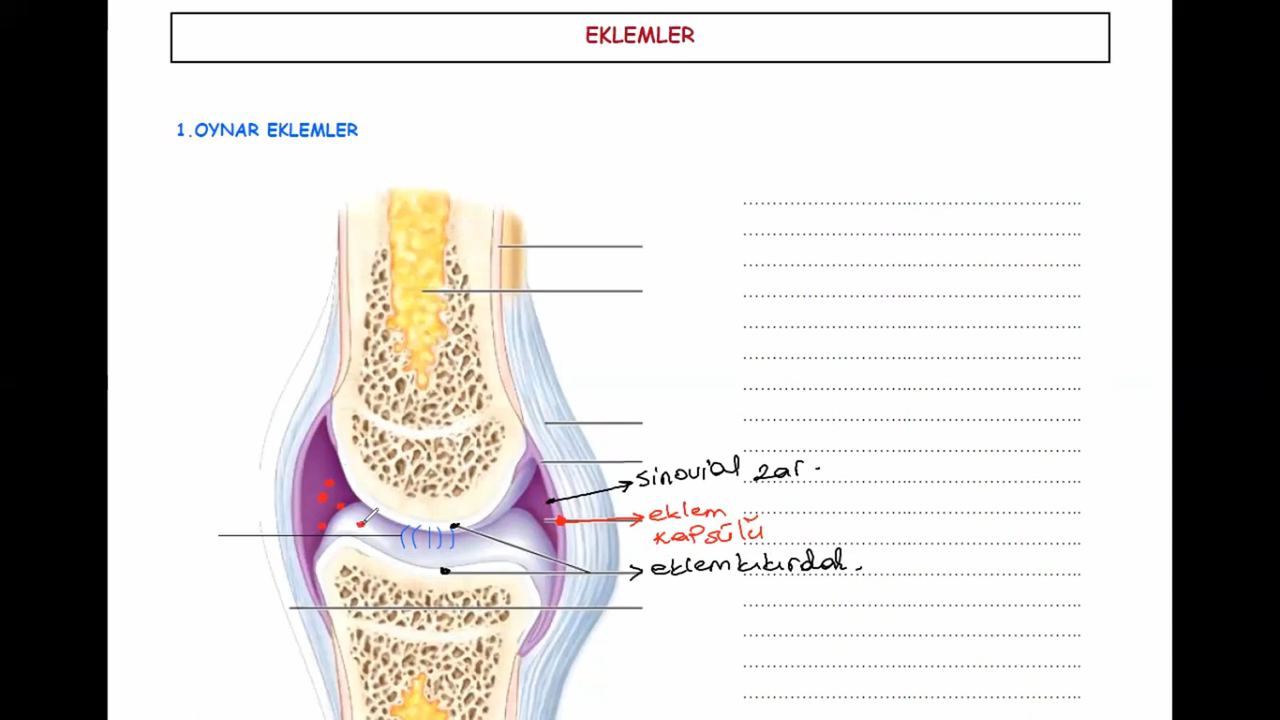 EKLEMLER
1.OYNAR EKLEMLER
sinovial zar.
eklem
kapsülü
eklem kıkırdak.